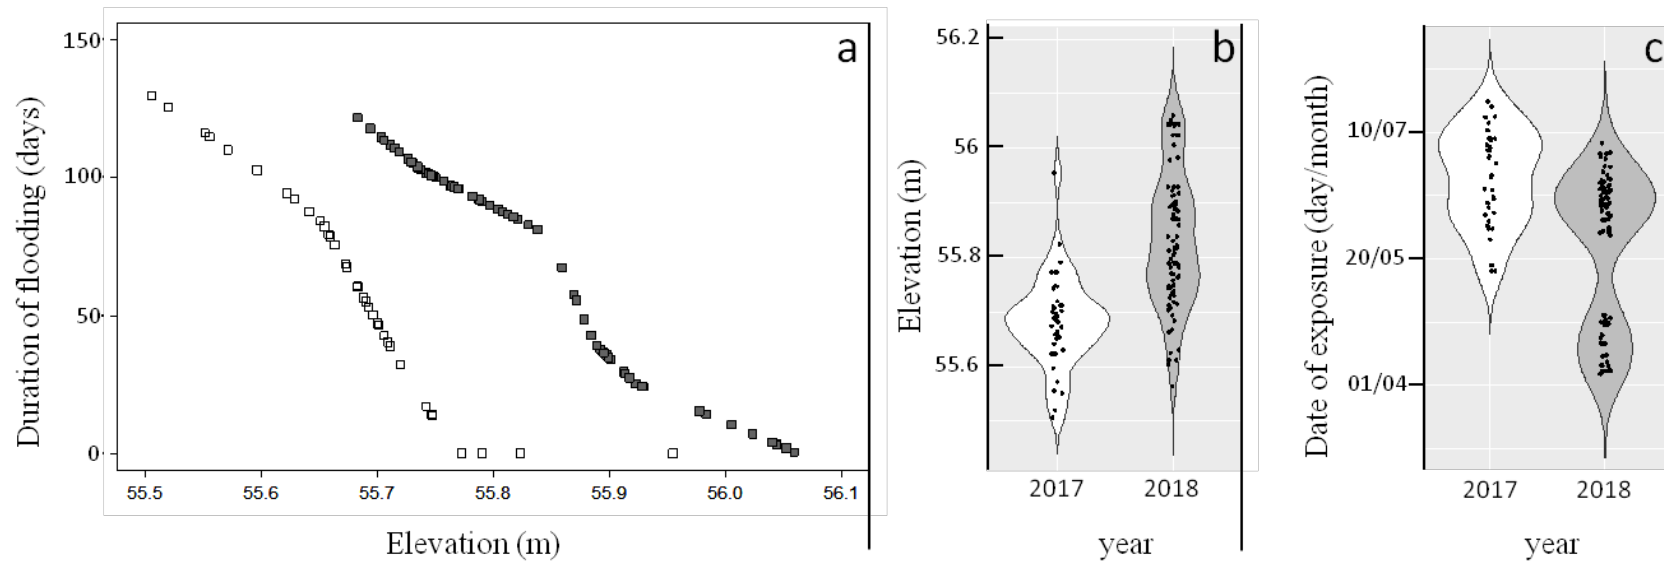 a
Duration of flooding (days)
150
100
50
0
55.5 55.6 55.7 55.8 55.9 56.0 56.1
Elevation (m)
b
Elevation (m)
56.2
56
55.8
55.6
2017 2018
year
c
Date of exposure (day/month)
10/07
20/05
01/04
2017 2018
year